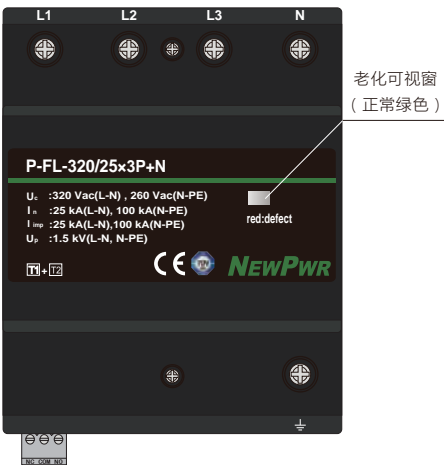 L1 L2 L3 N
老化可视窗
（正常绿色）
P-FL-320/25×3P+N
Uc :320 Vac(L-N) , 260 Vac(N-PE)
In :25 kA(L-N), 100 kA(N-PE)
I imp :25 kA(L-N),100 kA(N-PE)
Up :1.5 kV(L-N, N-PE)
red:defect
T1+T2
CE
NEWPWR
NC COM NO